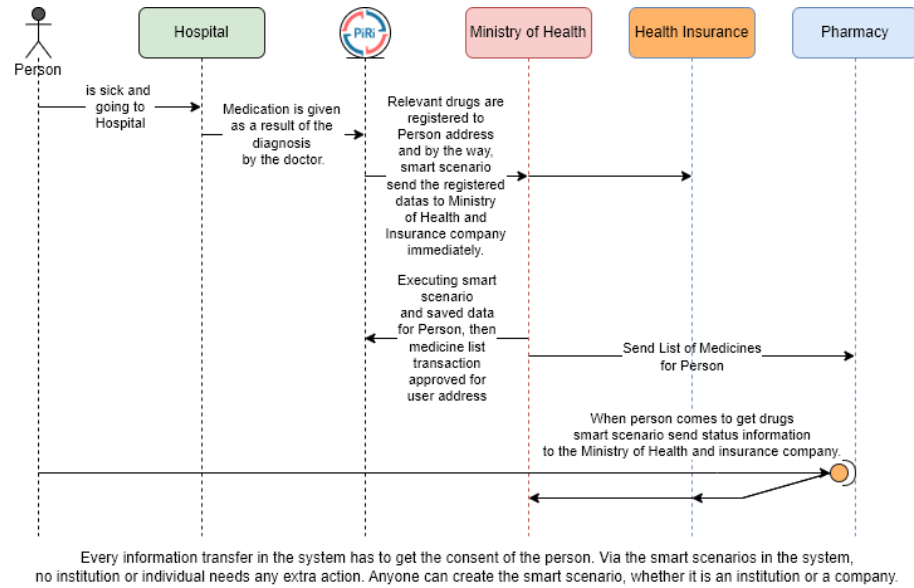 Person
Hospital
PiRi
Ministry of Health
Health Insurance
Pharmacy
is sick and
going to
Hospital
Medication is given
as a result of the
diagnosis
by the doctor.
Relevant drugs are
registered to
Person address
and by the way,
smart scenario
send the registered
datas to Ministry
of Health and
Insurance company
immediately.
Executing smart
scenario
and saved data
for Person, then
medicine list
transaction
approved for
user address
Send List of Medicines
for Person
When person comes to get drugs
smart scenario send status information
to the Ministry of Health and insurance company.
Every information transfer in the system has to get the consent of the person. Via the smart scenarios in the system,
no institution or individual needs any extra action. Anyone can create the smart scenario, whether it is an institution or a company.